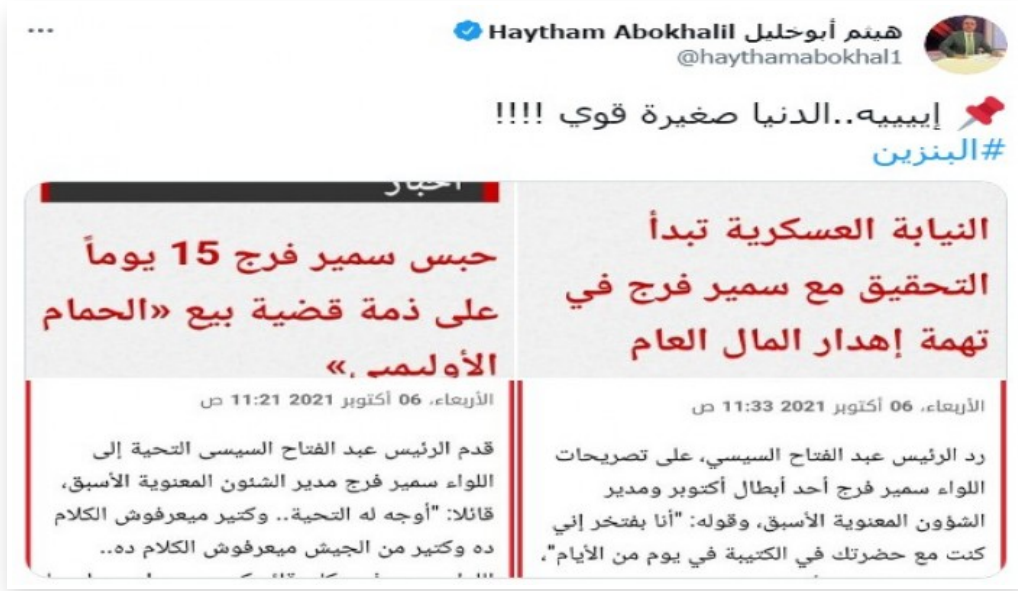 هيثم أبوخليل Haytham Abokhalil
@haythamabokhal1
إيييييه..الدنيا صغيرة قوي !!!!
#البنزين
النيابة العسكرية تبدأ
التحقيق مع سمير فرج في
تهمة إهدار المال العام
الأربعاء، 06 أكتوبر 2021 11:33 ص
رد الرئيس عبد الفتاح السيسي، على تصريحات
اللواء سمير فرج أحد أبطال أكتوبر ومدير
الشؤون المعنوية الأسبق، وقوله: "أنا بفتخر إني
كنت مع حضرتك في الكتيبة في يوم من الأيام"،
أخبار
حبس سمير فرج 15 يوماً
على ذمة قضية بيع «الحمام
الأوليمبي»
الأربعاء، 06 أكتوبر 2021 11:21 ص
قدم الرئيس عبد الفتاح السيسى التحية إلى
اللواء سمير فرج مدير الشئون المعنوية الأسبق،
قائلا: "أوجه له التحية.. وكتير ميعرفوش الكلام
ده وكتير من الجيش ميعرفوش الكلام ده..